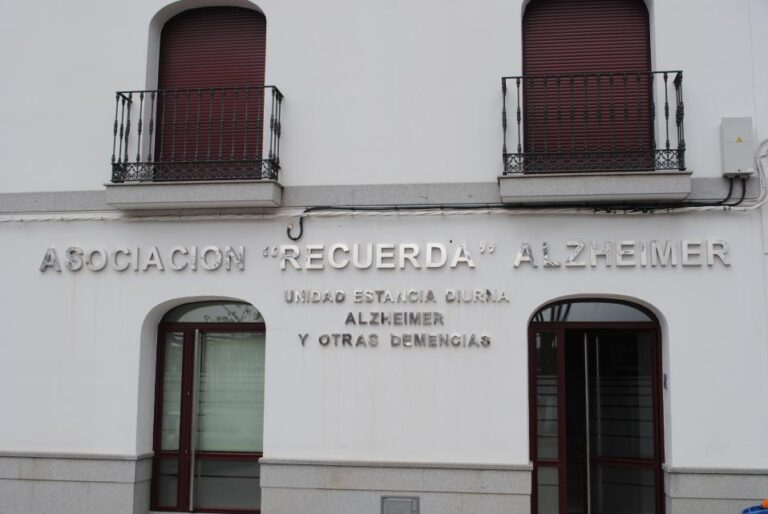 ASOCIACION "RECUERDA" ALZHEIMER
UNIDAD ESTANCIA DIURNA
ALZHEIMER
Y OTRAS DEMENCIAS